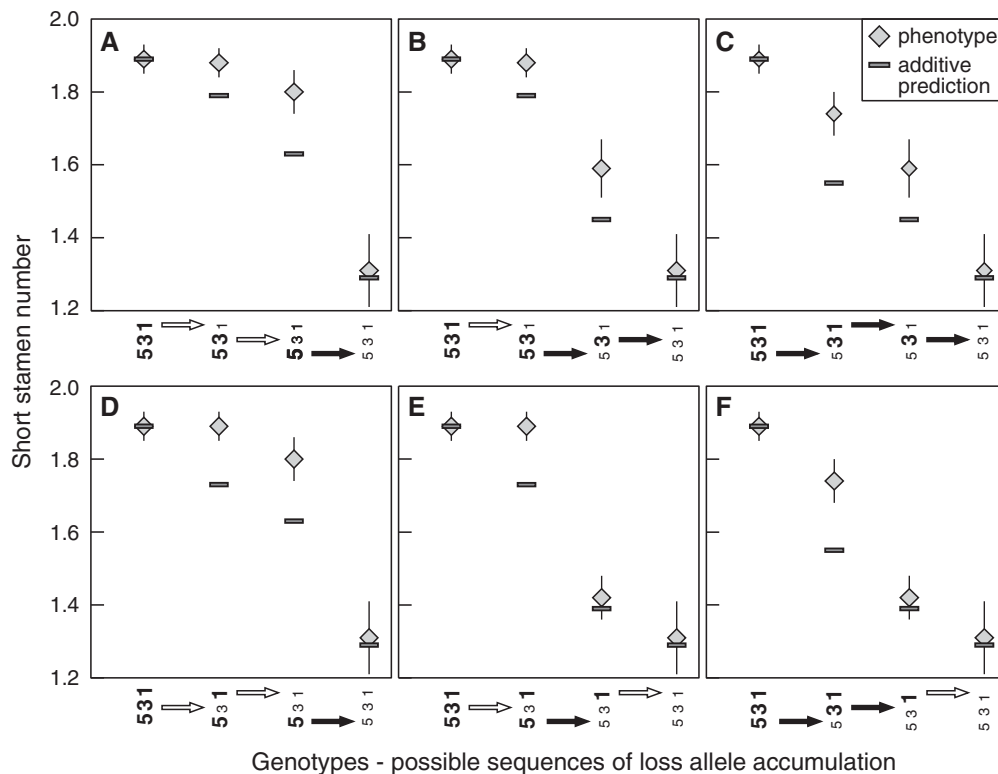 Short stamen number
2.0
1.8
1.6
1.4
1.2
A
B
C
phenotype
additive
prediction
531 531 531 531
531 531 531 531
531 531 531 531
2.0
1.8
1.6
1.4
1.2
D
E
F
531 531 531 531
531 531 531 531
531 531 531 531
Genotypes - possible sequences of loss allele accumulation